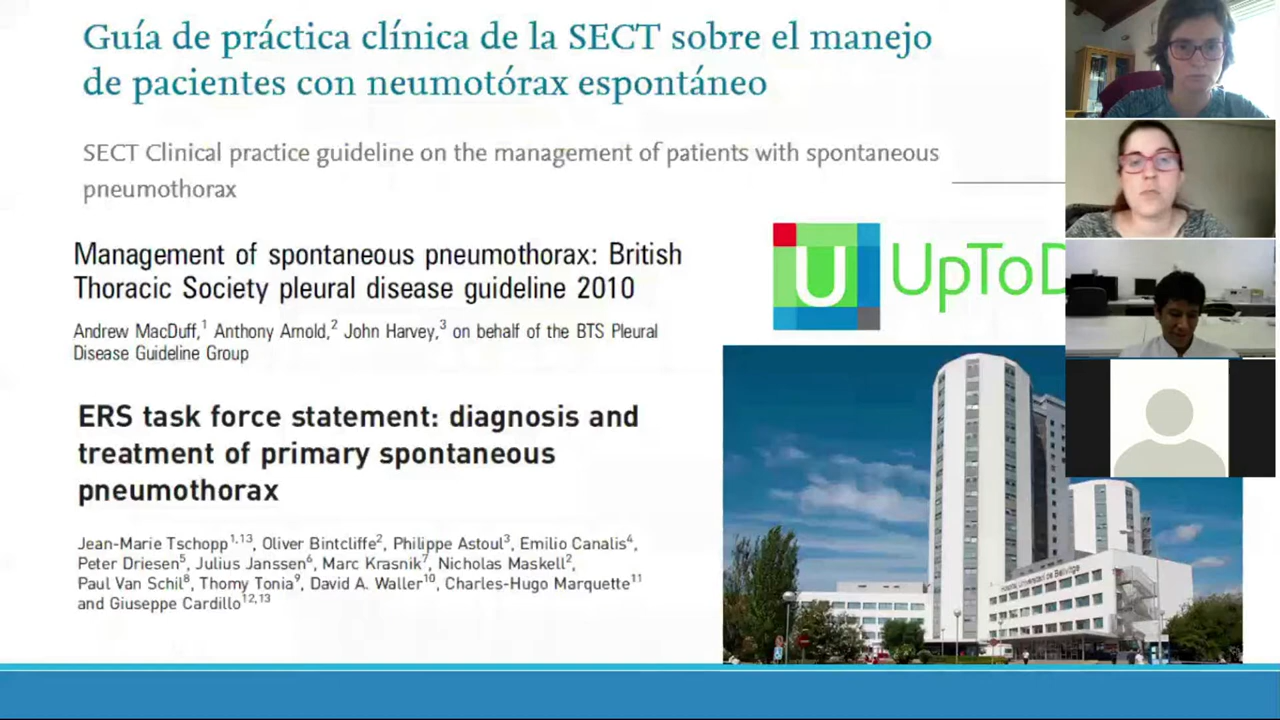 Guía de práctica clínica de la SECT sobre el manejo
de pacientes con neumotórax espontáneo
SECT Clinical practice guideline on the management of patients with spontaneous
pneumothorax
Management of spontaneous pneumothorax: British
Thoracic Society pleural disease guideline 2010
Andrew MacDuff,¹ Anthony Arnold,² John Harvey,³ on behalf of the BTS Pleural
Disease Guideline Group
U UpToD
ERS task force statement: diagnosis and
treatment of primary spontaneous
pneumothorax
Jean-Marie Tschopp¹,¹³, Oliver Bintcliffe², Philippe Astoul³, Emilio Canalis⁴,
Peter Driesen⁵, Julius Janssen⁶, Marc Krasnik⁷, Nicholas Maskell²,
Paul Van Schil⁸, Thomy Tonia⁹, David A. Waller¹⁰, Charles-Hugo Marquette¹¹
and Giuseppe Cardillo¹²,¹³
Hospital Universitari de Bellvitge